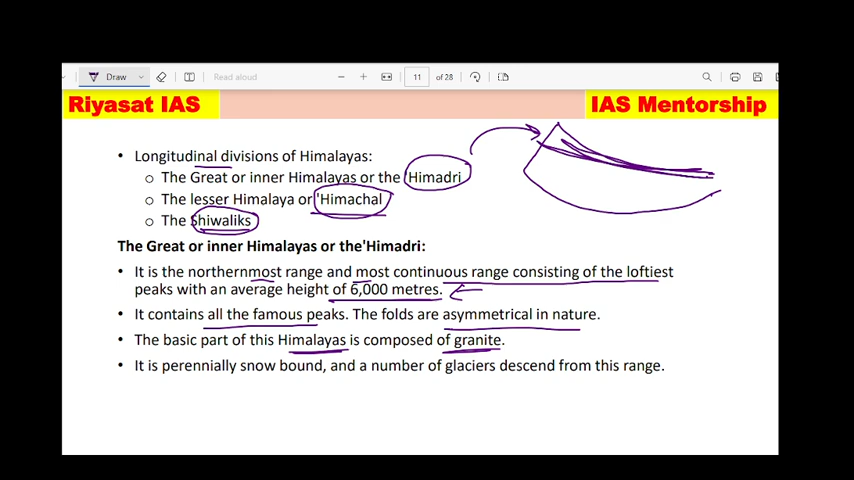 Draw
Read aloud
11 of 28
Riyasat IAS
IAS Mentorship
• Longitudinal divisions of Himalayas:
o The Great or inner Himalayas or the 'Himadri
o The lesser Himalaya or 'Himachal
o The Shiwaliks
The Great or inner Himalayas or the'Himadri:
• It is the northernmost range and most continuous range consisting of the loftiest
peaks with an average height of 6,000 metres.
• It contains all the famous peaks. The folds are asymmetrical in nature.
• The basic part of this Himalayas is composed of granite.
• It is perennially snow bound, and a number of glaciers descend from this range.